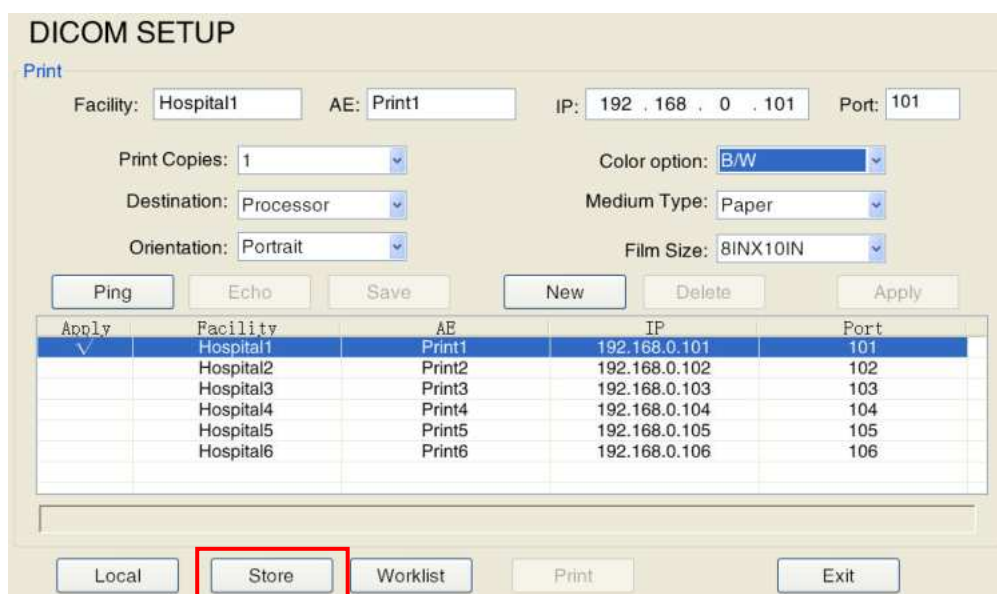 DICOM SETUP
Print
Facility: Hospital1 AE: Print1 IP: 192 . 168 . 0 . 101 Port: 101
Print Copies: 1 Color option: B/W
Destination: Processor Medium Type: Paper
Orientation: Portrait Film Size: 8INX10IN
Ping Echo Save New Delete Apply
Apply Facility AE IP Port
√ Hospital1 Print1 192.168.0.101 101
Hospital2 Print2 192.168.0.102 102
Hospital3 Print3 192.168.0.103 103
Hospital4 Print4 192.168.0.104 104
Hospital5 Print5 192.168.0.105 105
Hospital6 Print6 192.168.0.106 106
Local Store Worklist Print Exit